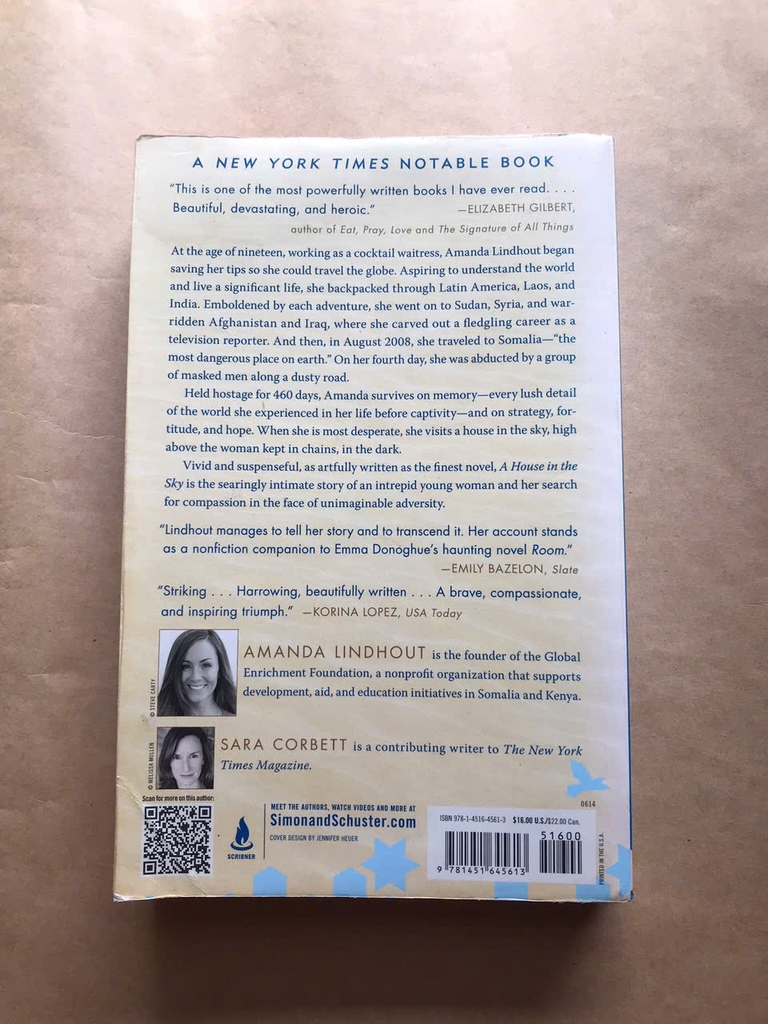 A NEW YORK TIMES NOTABLE BOOK
"This is one of the most powerfully written books I have ever read. . . .
Beautiful, devastating, and heroic." —ELIZABETH GILBERT,
author of Eat, Pray, Love and The Signature of All Things
At the age of nineteen, working as a cocktail waitress, Amanda Lindhout began
saving her tips so she could travel the globe. Aspiring to understand the world
and live a significant life, she backpacked through Latin America, Laos, and
India. Emboldened by each adventure, she went on to Sudan, Syria, and war-
ridden Afghanistan and Iraq, where she carved out a fledgling career as a
television reporter. And then, in August 2008, she traveled to Somalia—"the
most dangerous place on earth." On her fourth day, she was abducted by a group
of masked men along a dusty road.
Held hostage for 460 days, Amanda survives on memory—every lush detail
of the world she experienced in her life before captivity—and on strategy, for-
titude, and hope. When she is most desperate, she visits a house in the sky, high
above the woman kept in chains, in the dark.
Vivid and suspenseful, as artfully written as the finest novel, A House in the
Sky is the searingly intimate story of an intrepid young woman and her search
for compassion in the face of unimaginable adversity.
"Lindhout manages to tell her story and to transcend it. Her account stands
as a nonfiction companion to Emma Donoghue's haunting novel Room."
—EMILY BAZELON, Slate
"Striking . . . Harrowing, beautifully written . . . A brave, compassionate,
and inspiring triumph." —KORINA LOPEZ, USA Today
© STEVE CARTY
AMANDA LINDHOUT is the founder of the Global
Enrichment Foundation, a nonprofit organization that supports
development, aid, and education initiatives in Somalia and Kenya.
© MELISSA MULLEN
SARA CORBETT is a contributing writer to The New York
Times Magazine.
Scan for more on this author:
SCRIBNER
MEET THE AUTHORS, WATCH VIDEOS AND MORE AT
SimonandSchuster.com
COVER DESIGN BY JENNIFER HEUER
0614
ISBN 978-1-4516-4561-3 $16.00 U.S./$22.00 Can.
51600
9 781451 645613
PRINTED IN THE U.S.A.